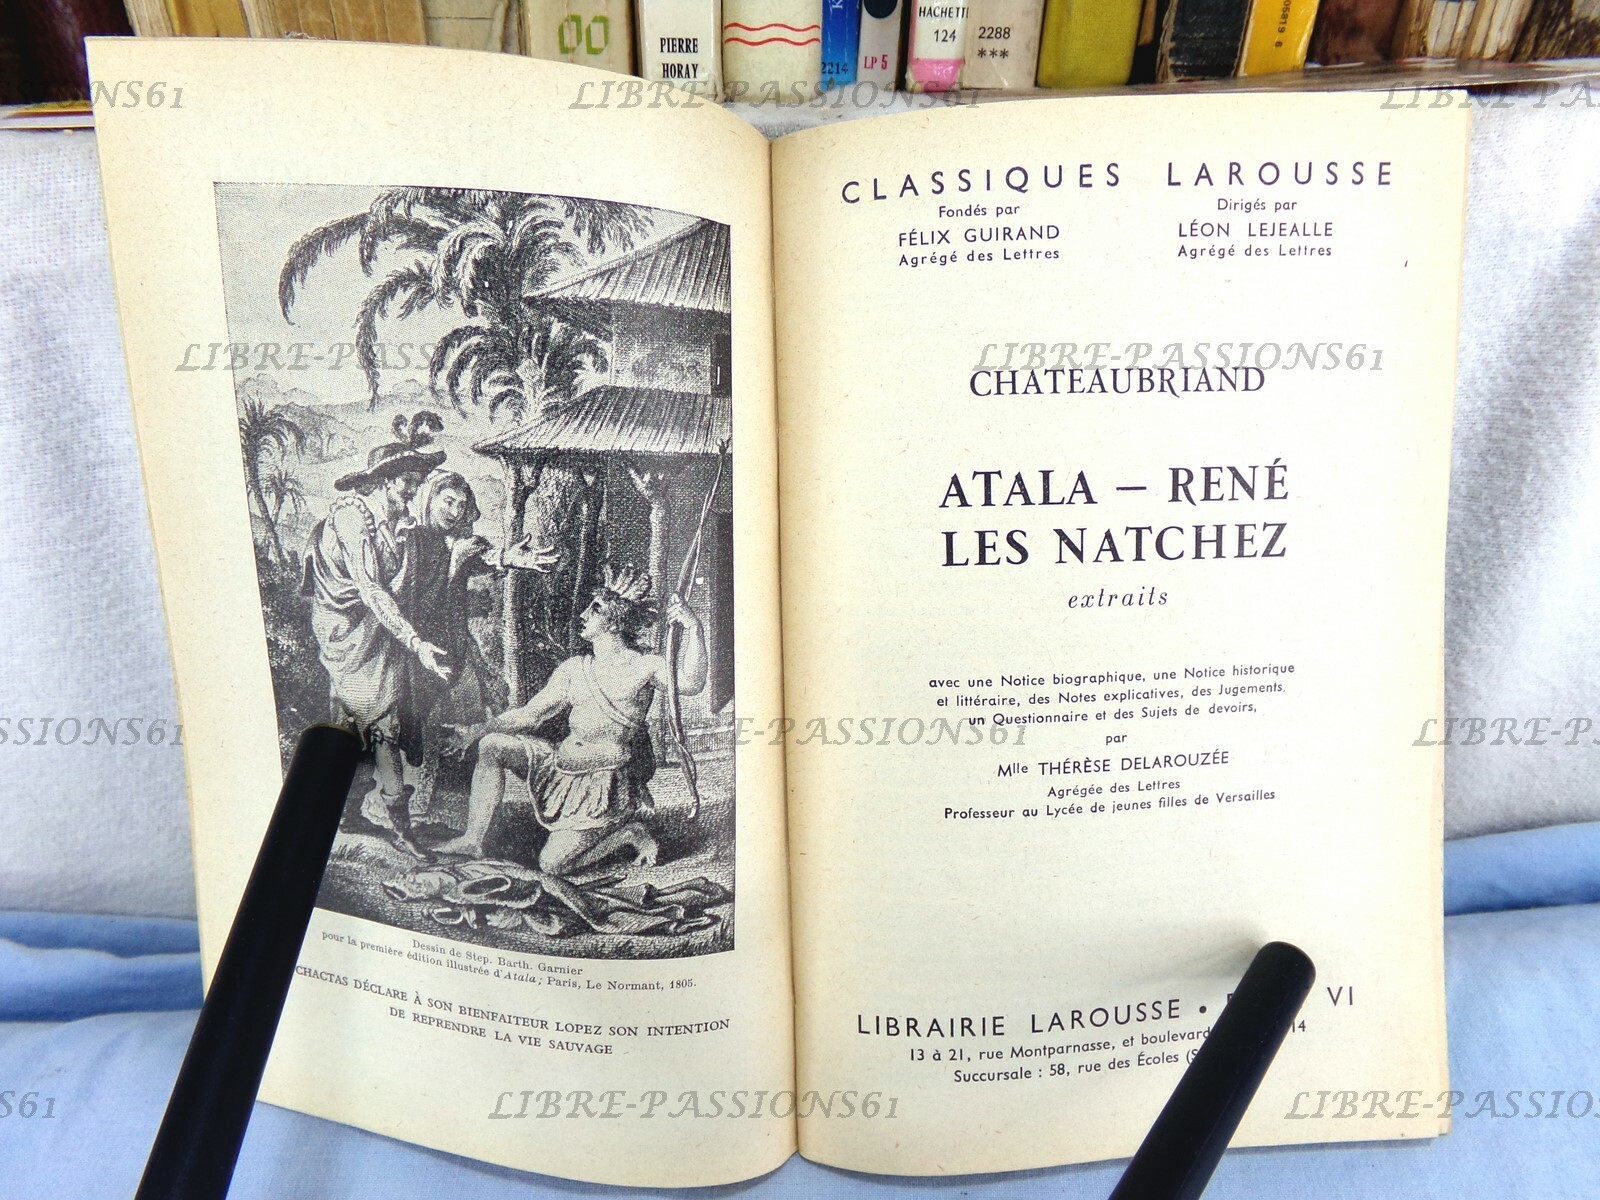 PIERRE
HORAY
2214
LP 5
HACHETTE
124
2288
***
LIBRE-PASSIONS61
Dessin de Step. Barth. Garnier
pour la première édition illustrée d'Atala; Paris, Le Normant, 1805.
CHACTAS DÉCLARE À SON BIENFAITEUR LOPEZ SON INTENTION
DE REPRENDRE LA VIE SAUVAGE
CLASSIQUES LAROUSSE
Fondés par
FÉLIX GUIRAND
Agrégé des Lettres
Dirigés par
LÉON LEJEALLE
Agrégé des Lettres
LIBRE-PASSIONS61
CHATEAUBRIAND
ATALA – RENÉ
LES NATCHEZ
extraits
avec une Notice biographique, une Notice historique
et littéraire, des Notes explicatives, des Jugements,
un Questionnaire et des Sujets de devoirs,
par
Mlle THÉRÈSE DELAROUZÉE
Agrégée des Lettres
Professeur au Lycée de jeunes filles de Versailles
LIBRAIRIE LAROUSSE • VI
13 à 21, rue Montparnasse, et boulevard 14
Succursale : 58, rue des Écoles
LIBRE-PASSIONS61
LIBRE-PASSIONS61